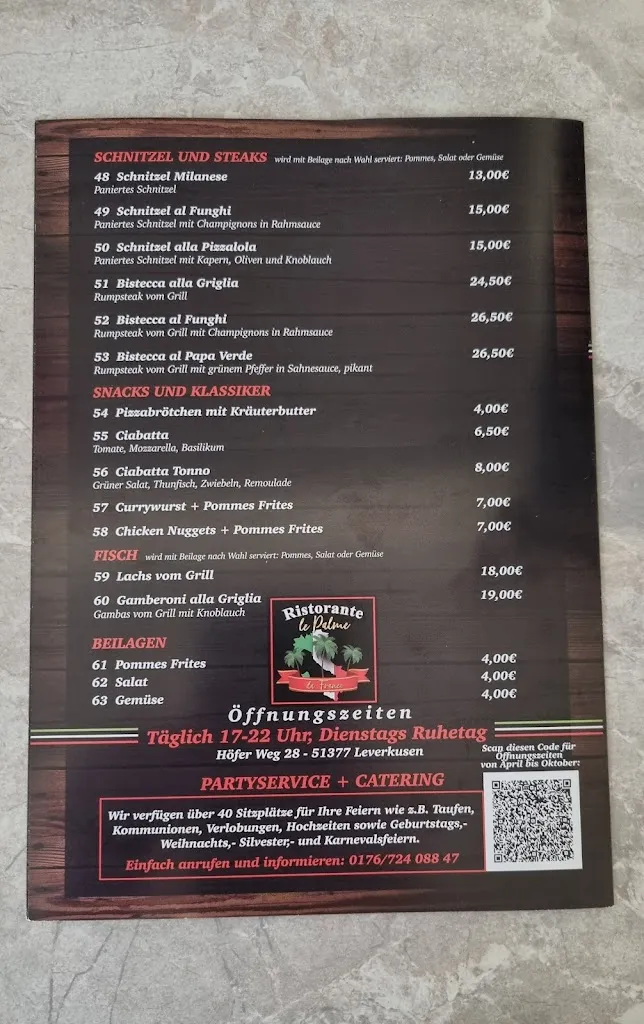 SCHNITZEL UND STEAKS wird mit Beilage nach Wahl serviert: Pommes, Salat oder Gemüse
48 Schnitzel Milanese 13,00€
Paniertes Schnitzel
49 Schnitzel al Funghi 15,00€
Paniertes Schnitzel mit Champignons in Rahmsauce
50 Schnitzel alla Pizzalola 15,00€
Paniertes Schnitzel mit Kapern, Oliven und Knoblauch
51 Bistecca alla Griglia 24,50€
Rumpsteak vom Grill
52 Bistecca al Funghi 26,50€
Rumpsteak vom Grill mit Champignons in Rahmsauce
53 Bistecca al Papa Verde 26,50€
Rumpsteak vom Grill mit grünem Pfeffer in Sahnesauce, pikant
SNACKS UND KLASSIKER
54 Pizzabrötchen mit Kräuterbutter 4,00€
55 Ciabatta 6,50€
Tomate, Mozzarella, Basilikum
56 Ciabatta Tonno 8,00€
Grüner Salat, Thunfisch, Zwiebeln, Remoulade
57 Currywurst + Pommes Frites 7,00€
58 Chicken Nuggets + Pommes Frites 7,00€
FISCH wird mit Beilage nach Wahl serviert: Pommes, Salat oder Gemüse
59 Lachs vom Grill 18,00€
60 Gamberoni alla Griglia 19,00€
Gambas vom Grill mit Knoblauch
Ristorante
le Palme
BEILAGEN
61 Pommes Frites 4,00€
62 Salat 4,00€
63 Gemüse 4,00€
Öffnungszeiten
Täglich 17-22 Uhr, Dienstags Ruhetag
Höfer Weg 28 - 51377 Leverkusen
Scan diesen Code für
Öffnungszeiten
von April bis Oktober:
PARTYSERVICE + CATERING
Wir verfügen über 40 Sitzplätze für Ihre Feiern wie z.B. Taufen,
Kommunionen, Verlobungen, Hochzeiten sowie Geburtstags,-
Weihnachts,- Silvester,- und Karnevalsfeiern.
Einfach anrufen und informieren: 0176/724 088 47